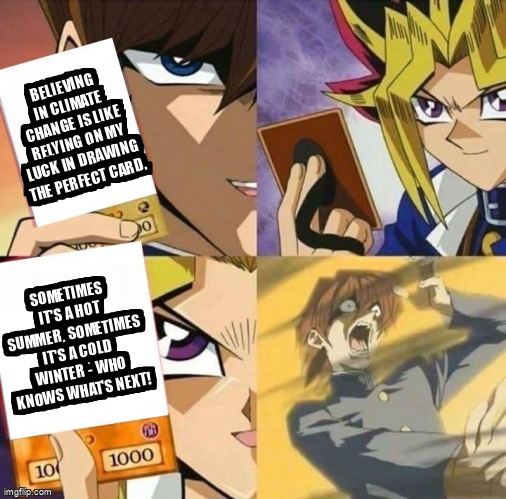 BELIEVING
IN CLIMATE
CHANGE IS LIKE
RELYING ON MY
LUCK IN DRAWING
THE PERFECT CARD.
SOMETIMES
IT'S A HOT
SUMMER, SOMETIMES
IT'S A COLD
WINTER - WHO
KNOWS WHAT'S NEXT!
1000
imgflip.com